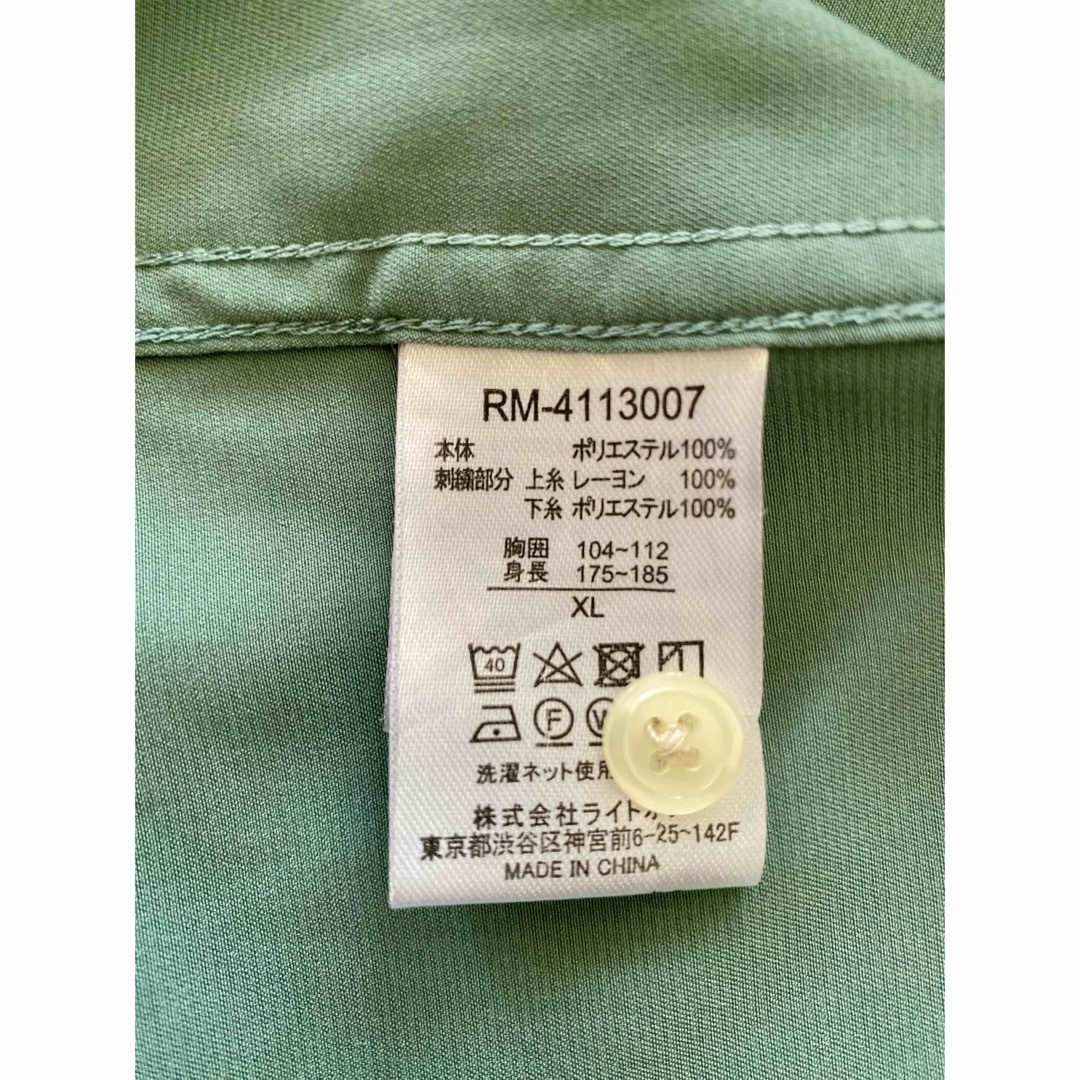 RM-4113007
本体 ポリエステル100%
刺繍部分 上糸 レーヨン 100%
下糸 ポリエステル100%
胸囲 104~112
身長 175~185
XL
40
F
W
洗濯ネット使用
株式会社ライトオン
東京都渋谷区神宮前6-25~142F
MADE IN CHINA